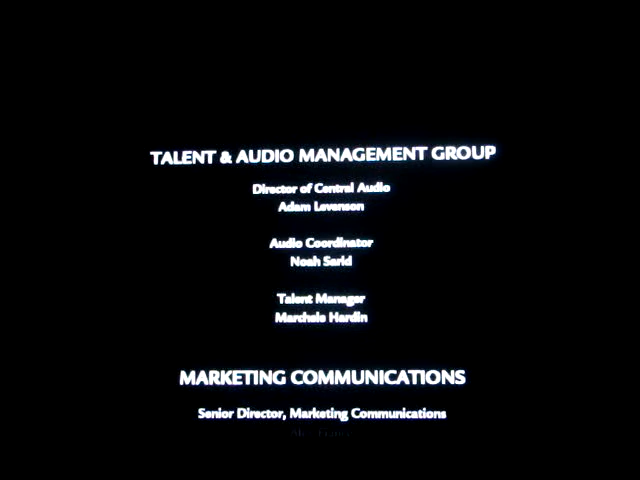 TALENT & AUDIO MANAGEMENT GROUP
Director of Central Audio
Adam Levenson
Audio Coordinator
Noah Sarid
Talent Manager
Marchele Hardin
MARKETING COMMUNICATIONS
Senior Director, Marketing Communications